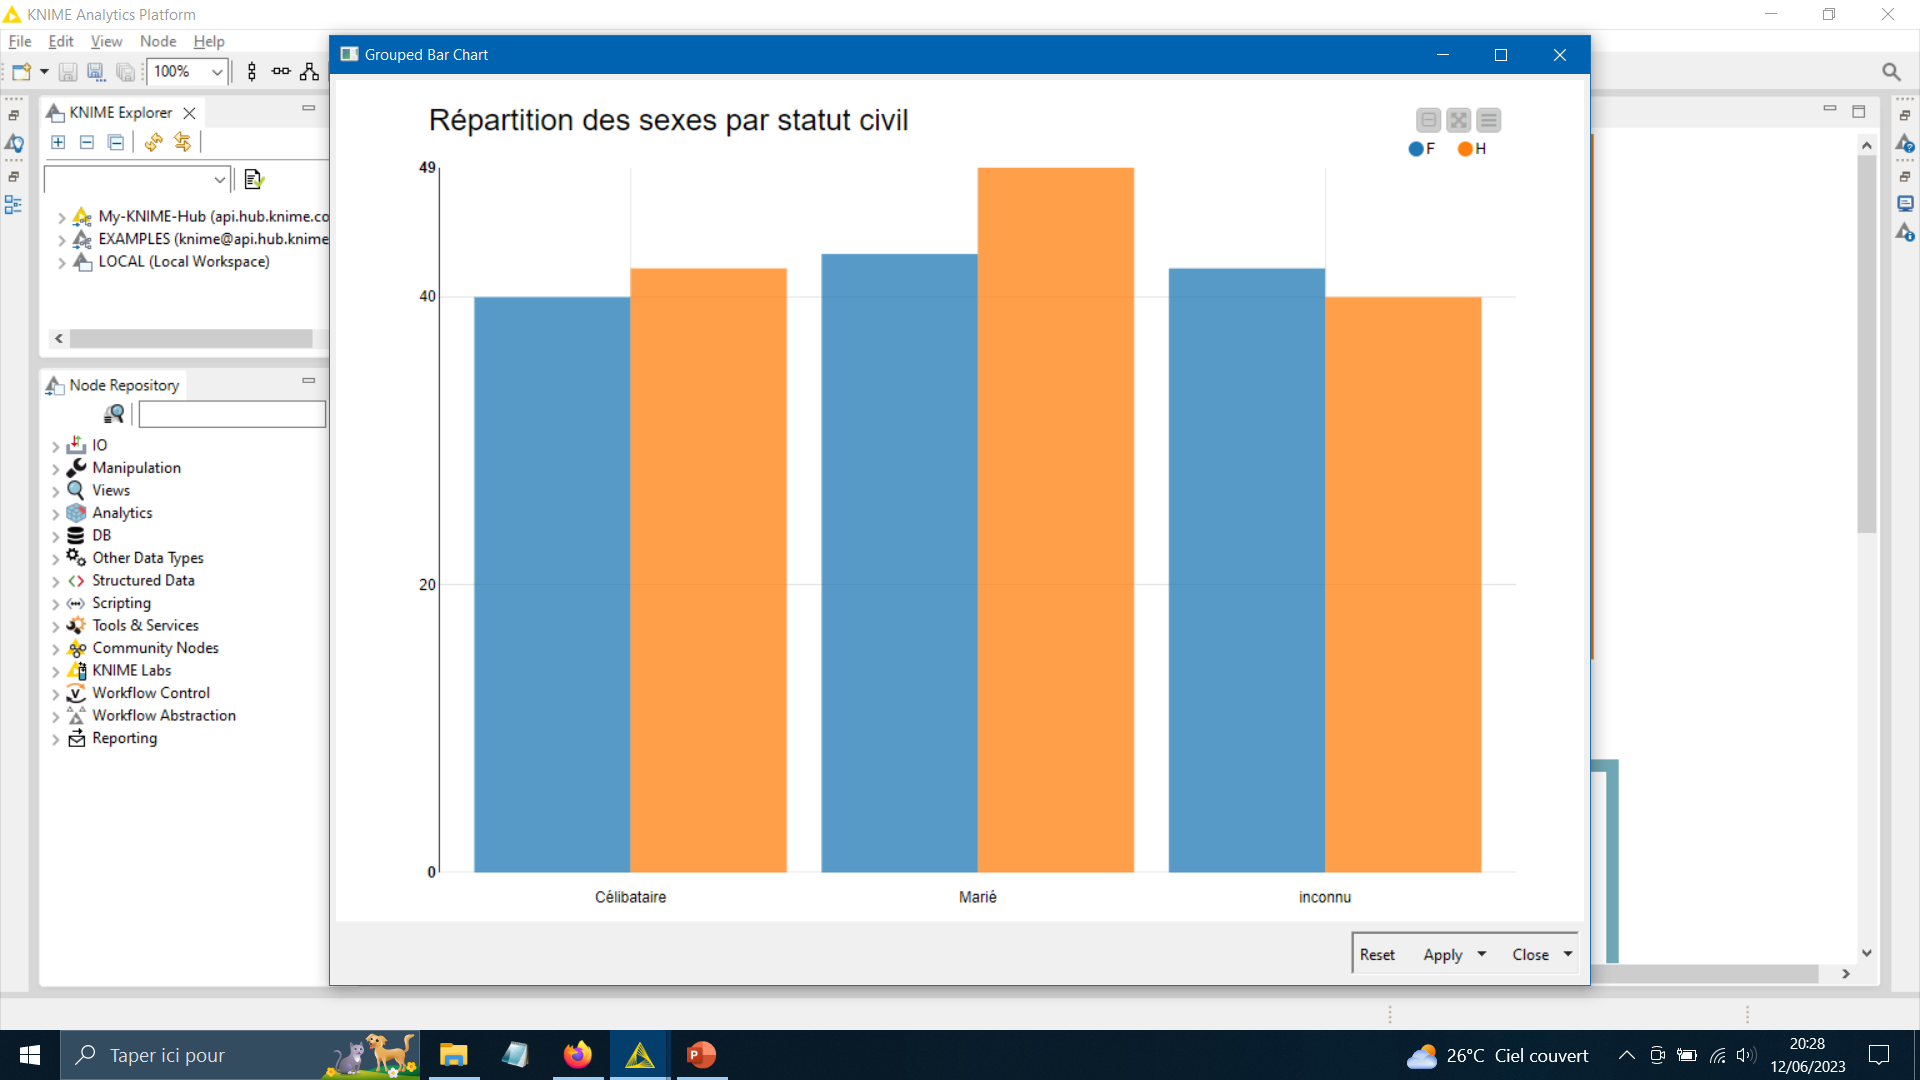 KNIME Analytics Platform
File Edit View Node Help
100%
KNIME Explorer
My-KNIME-Hub (api.hub.knime.co
EXAMPLES (knime@api.hub.knime
LOCAL (Local Workspace)
Node Repository
IO
Manipulation
Views
Analytics
DB
Other Data Types
Structured Data
Scripting
Tools & Services
Community Nodes
KNIME Labs
Workflow Control
Workflow Abstraction
Reporting
Grouped Bar Chart
Répartition des sexes par statut civil
F H
49
40
20
0
Célibataire Marié inconnu
Reset Apply Close
Taper ici pour
26°C Ciel couvert
20:28
12/06/2023